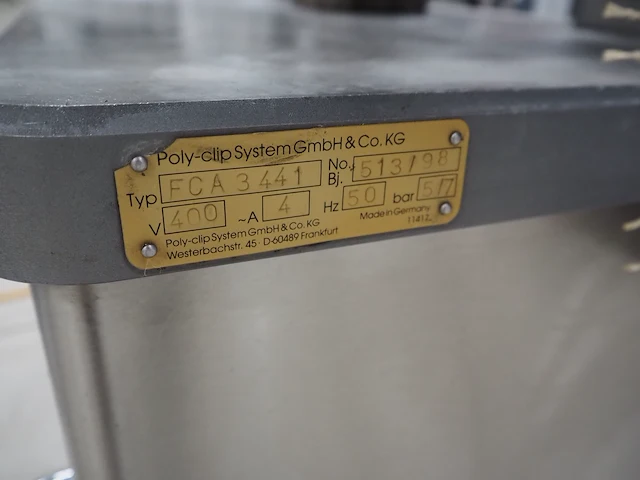 Poly-clip System GmbH & Co. KG
Typ FCA 3441 No./Bj. 513/98
V 400 ~A 4 Hz 50 bar 5/7
Poly-clip System GmbH & Co. KG
Westerbachstr. 45 · D-60489 Frankfurt
Made in Germany
11412